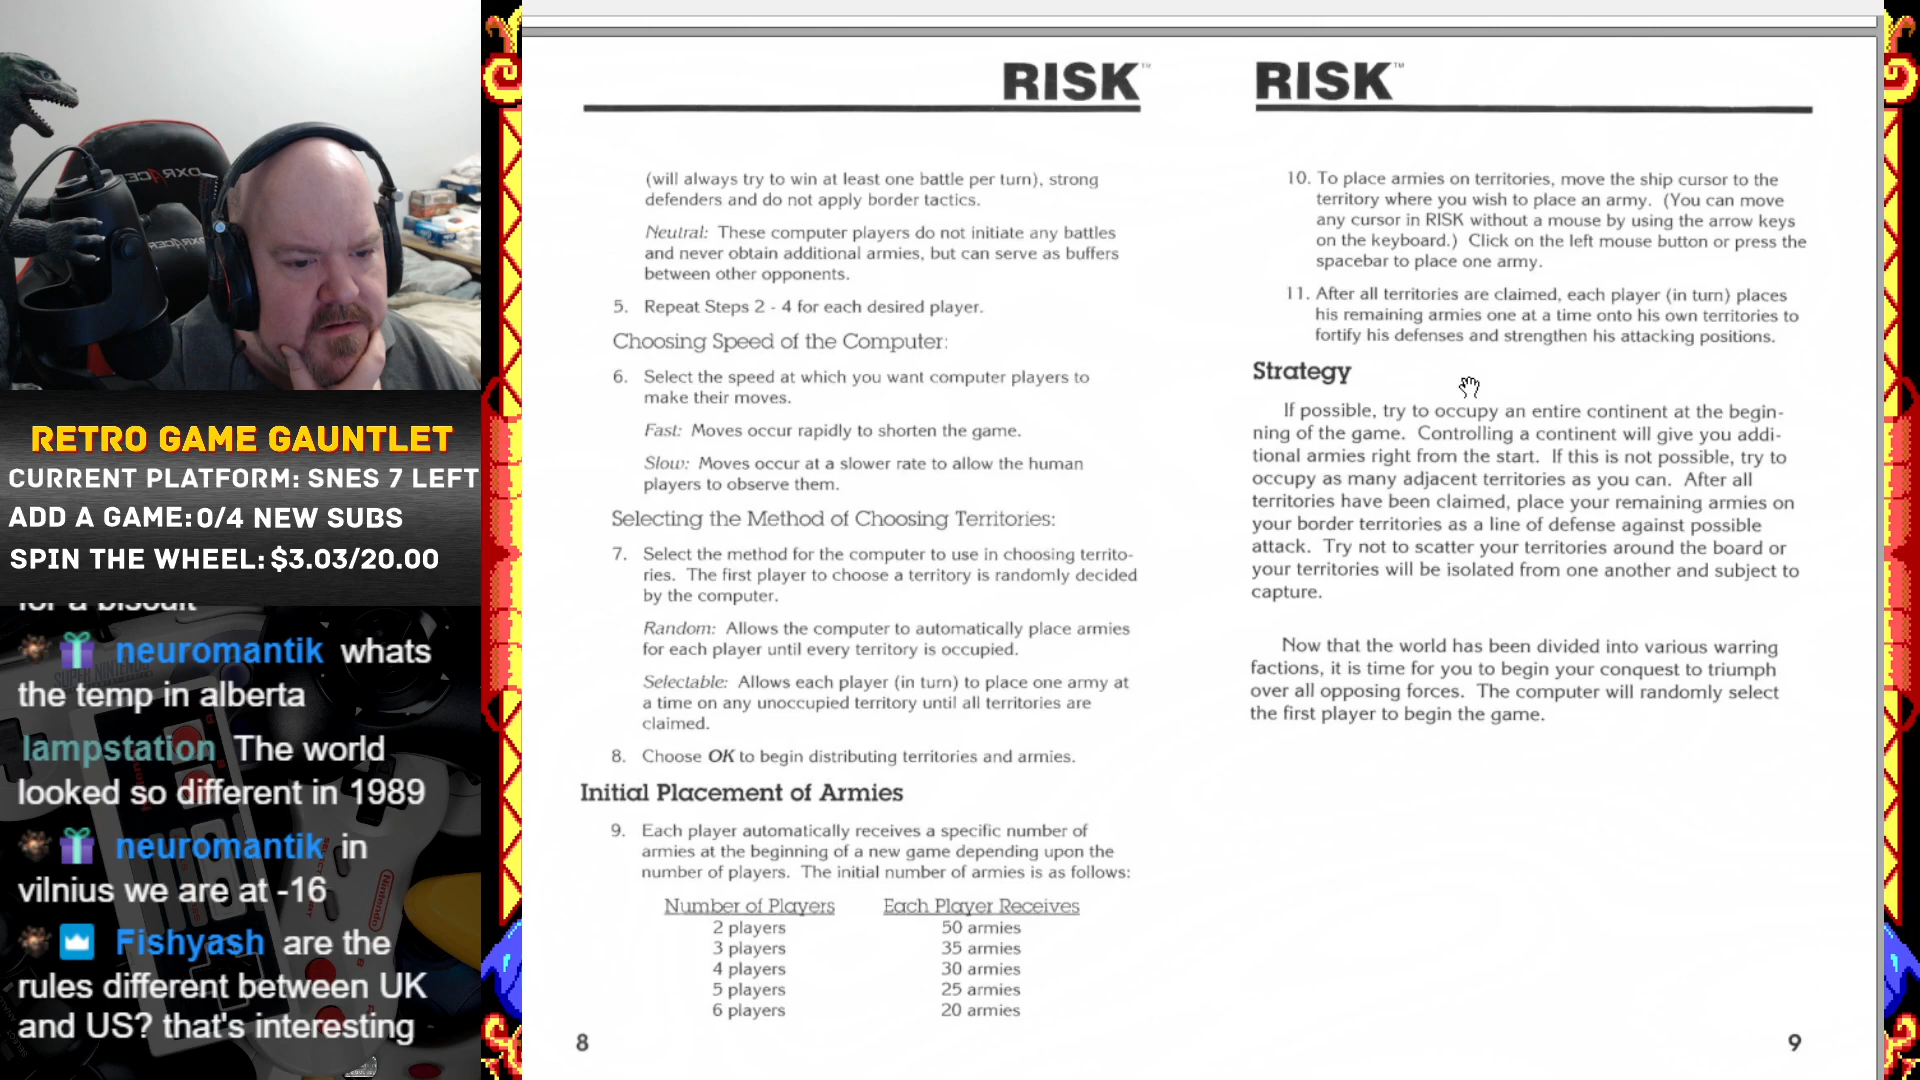 RETRO GAME GAUNTLET
CURRENT PLATFORM: SNES 7 LEFT
ADD A GAME: 0/4 NEW SUBS
SPIN THE WHEEL: $3.03/20.00
for a biscuit
neuromantik whats
the temp in alberta
lampstation The world
looked so different in 1989
neuromantik in
vilnius we are at -16
Fishyash are the
rules different between UK
and US? that's interesting
RISK™
(will always try to win at least one battle per turn), strong
defenders and do not apply border tactics.
Neutral: These computer players do not initiate any battles
and never obtain additional armies, but can serve as buffers
between other opponents.
5. Repeat Steps 2 - 4 for each desired player.
Choosing Speed of the Computer:
6. Select the speed at which you want computer players to
make their moves.
Fast: Moves occur rapidly to shorten the game.
Slow: Moves occur at a slower rate to allow the human
players to observe them.
Selecting the Method of Choosing Territories:
7. Select the method for the computer to use in choosing territo-
ries. The first player to choose a territory is randomly decided
by the computer.
Random: Allows the computer to automatically place armies
for each player until every territory is occupied.
Selectable: Allows each player (in turn) to place one army at
a time on any unoccupied territory until all territories are
claimed.
8. Choose OK to begin distributing territories and armies.
Initial Placement of Armies
9. Each player automatically receives a specific number of
armies at the beginning of a new game depending upon the
number of players. The initial number of armies is as follows:
Number of Players Each Player Receives
2 players 50 armies
3 players 35 armies
4 players 30 armies
5 players 25 armies
6 players 20 armies
8
RISK™
10. To place armies on territories, move the ship cursor to the
territory where you wish to place an army. (You can move
any cursor in RISK without a mouse by using the arrow keys
on the keyboard.) Click on the left mouse button or press the
spacebar to place one army.
11. After all territories are claimed, each player (in turn) places
his remaining armies one at a time onto his own territories to
fortify his defenses and strengthen his attacking positions.
Strategy
If possible, try to occupy an entire continent at the begin-
ning of the game. Controlling a continent will give you addi-
tional armies right from the start. If this is not possible, try to
occupy as many adjacent territories as you can. After all
territories have been claimed, place your remaining armies on
your border territories as a line of defense against possible
attack. Try not to scatter your territories around the board or
your territories will be isolated from one another and subject to
capture.
Now that the world has been divided into various warring
factions, it is time for you to begin your conquest to triumph
over all opposing forces. The computer will randomly select
the first player to begin the game.
9